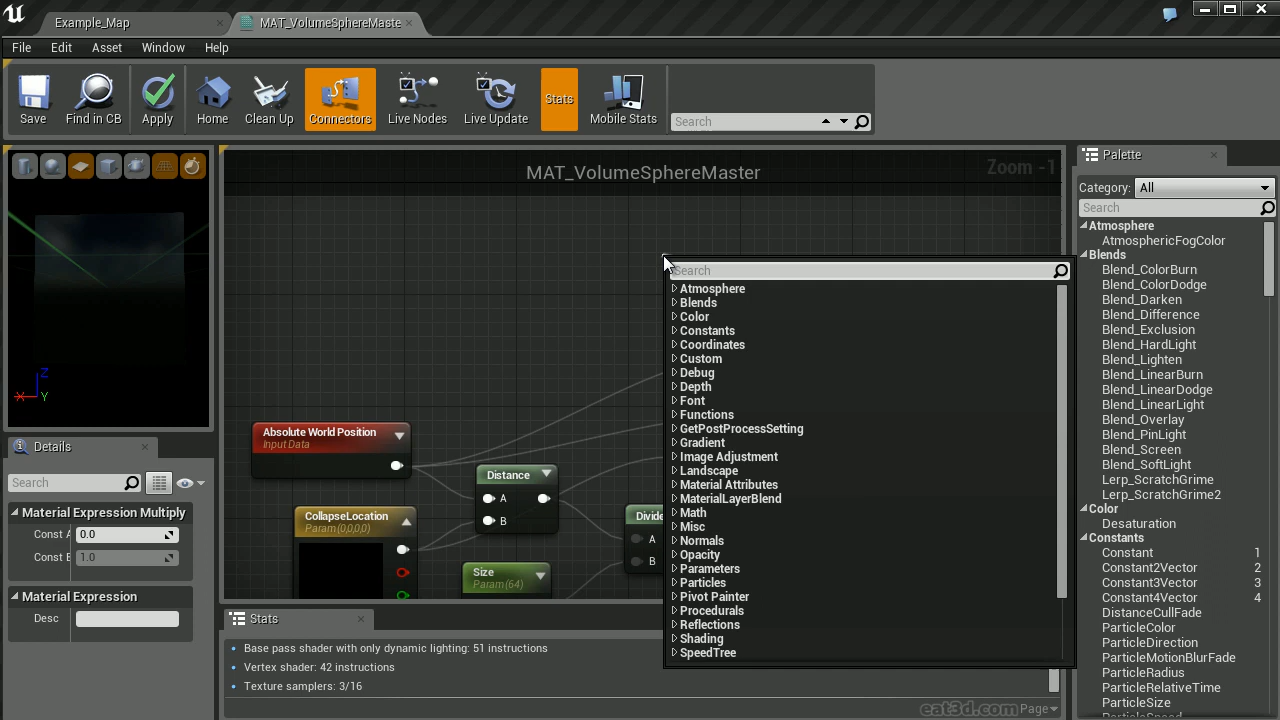 Example_Map
MAT_VolumeSphereMaste
File Edit Asset Window Help
Save
Find in CB
Apply
Home
Clean Up
Connectors
Live Nodes
Live Update
Stats
Mobile Stats
Search
MAT_VolumeSphereMaster
Zoom -1
Z
X
Y
Details
Search
Material Expression Multiply
Const A
0.0
Const E
1.0
Material Expression
Desc
Absolute World Position
Input Data
CollapseLocation
Param(0,0,0,0)
Distance
A
B
Size
Param(64)
Divide
A
B
Search
Atmosphere
Blends
Color
Constants
Coordinates
Custom
Debug
Depth
Font
Functions
GetPostProcessSetting
Gradient
Image Adjustment
Landscape
Material Attributes
MaterialLayerBlend
Math
Misc
Normals
Opacity
Parameters
Particles
Pivot Painter
Procedurals
Reflections
Shading
SpeedTree
Stats
Base pass shader with only dynamic lighting: 51 instructions
Vertex shader: 42 instructions
Texture samplers: 3/16
eat3d.com
Page
Palette
Category: All
Search
Atmosphere
AtmosphericFogColor
Blends
Blend_ColorBurn
Blend_ColorDodge
Blend_Darken
Blend_Difference
Blend_Exclusion
Blend_HardLight
Blend_Lighten
Blend_LinearBurn
Blend_LinearDodge
Blend_LinearLight
Blend_Overlay
Blend_PinLight
Blend_Screen
Blend_SoftLight
Lerp_ScratchGrime
Lerp_ScratchGrime2
Color
Desaturation
Constants
Constant 1
Constant2Vector 2
Constant3Vector 3
Constant4Vector 4
DistanceCullFade
ParticleColor
ParticleDirection
ParticleMotionBlurFade
ParticleRadius
ParticleRelativeTime
ParticleSize
ParticleSpeed